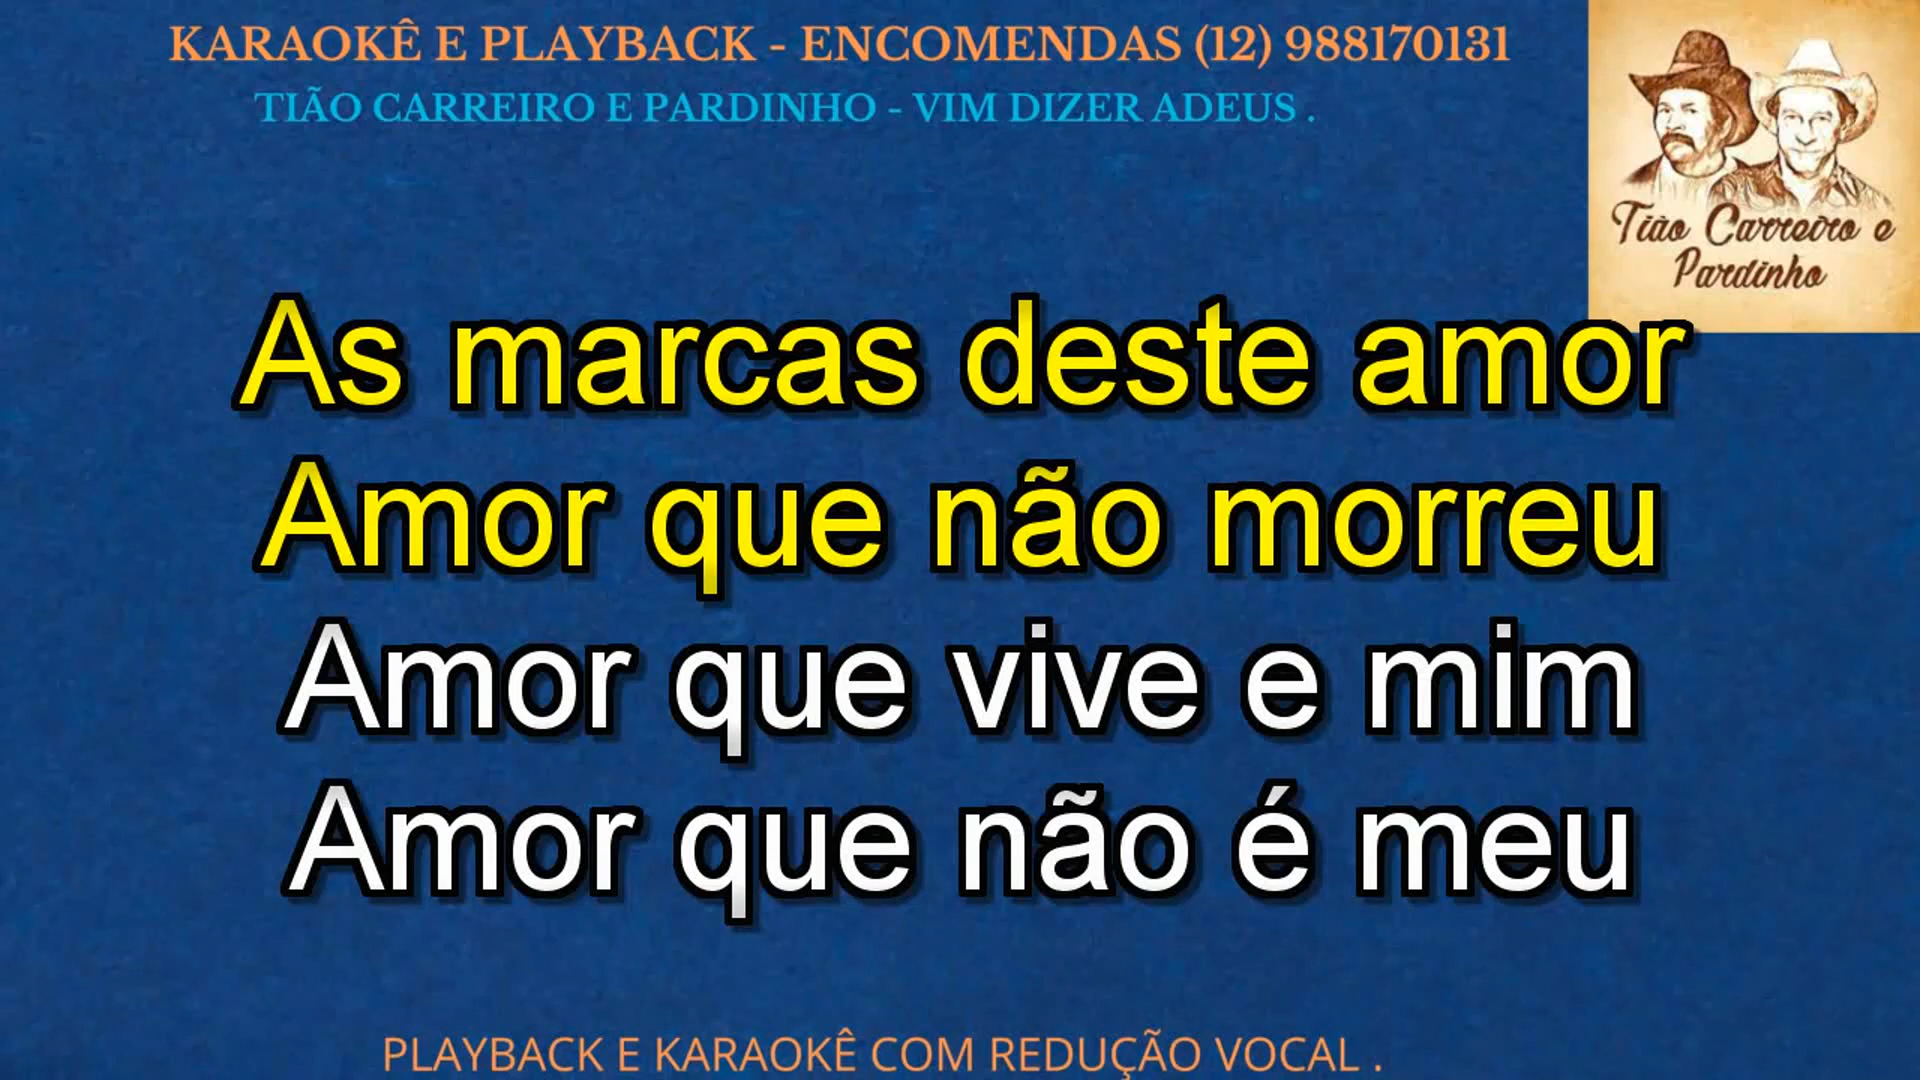 KARAOKÊ E PLAYBACK - ENCOMENDAS (12) 988170131
TIÃO CARREIRO E PARDINHO - VIM DIZER ADEUS .
Tião Carreiro e
Pardinho
As marcas deste amor
Amor que não morreu
Amor que vive e mim
Amor que não é meu
PLAYBACK E KARAOKÊ COM REDUÇÃO VOCAL .